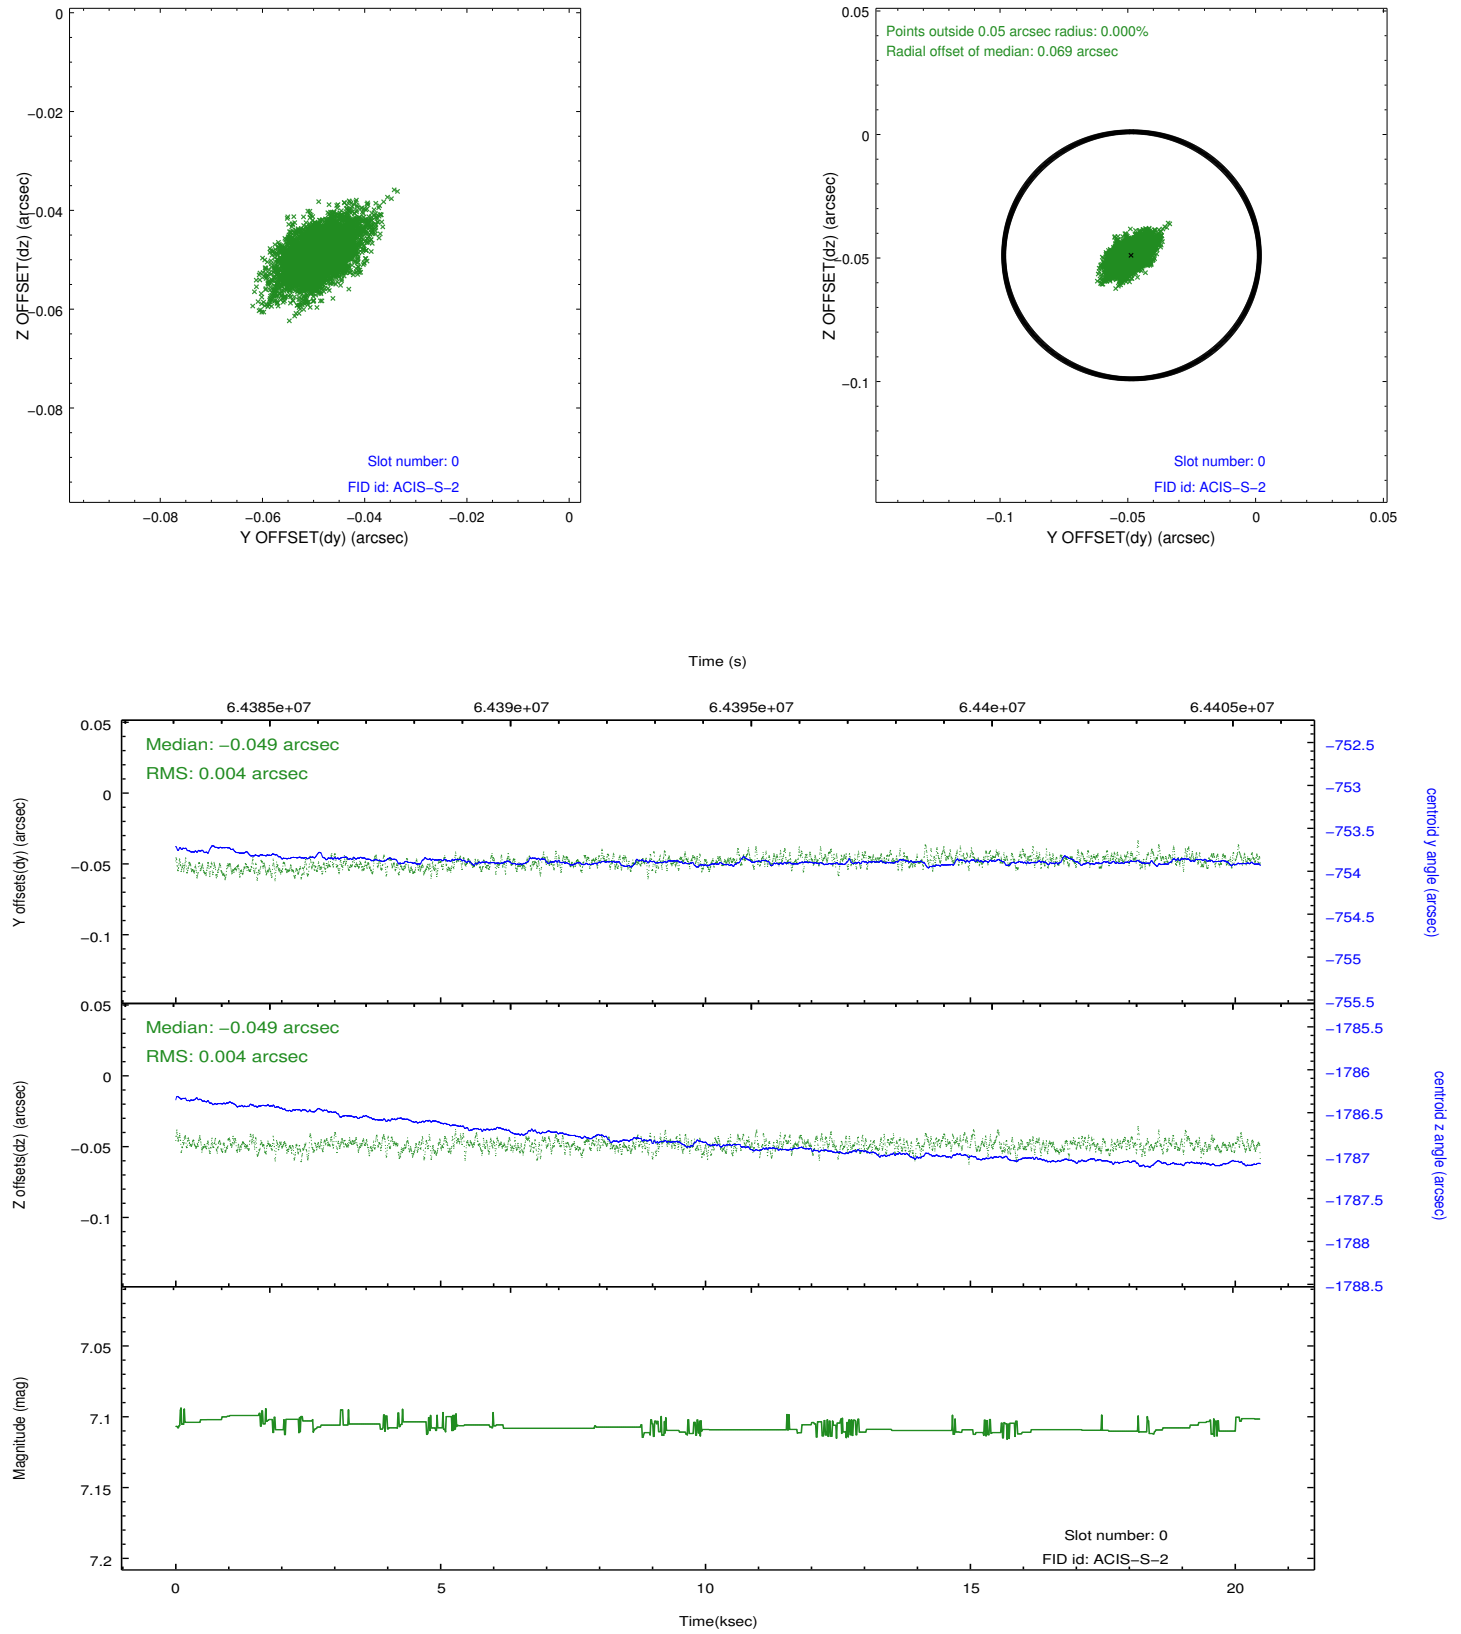 0
−0.02
−0.04
−0.06
−0.08
Z OFFSET(dz) (arcsec)
Slot number: 0
FID id: ACIS−S−2
−0.08
−0.06
−0.04
−0.02
0
Y OFFSET(dy) (arcsec)
0.05
0
−0.05
−0.1
Z OFFSET(dz) (arcsec)
Points outside 0.05 arcsec radius: 0.000%
Radial offset of median: 0.069 arcsec
Slot number: 0
FID id: ACIS−S−2
−0.1
−0.05
0
0.05
Y OFFSET(dy) (arcsec)
Time (s)
6.4385e+07
6.439e+07
6.4395e+07
6.44e+07
6.4405e+07
0.05
0
−0.05
−0.1
Y offsets(dy) (arcsec)
Median: −0.049 arcsec
RMS: 0.004 arcsec
−752.5
−753
−753.5
−754
−754.5
−755
−755.5
centroid y angle (arcsec)
0.05
0
−0.05
−0.1
Z offsets(dz) (arcsec)
Median: −0.049 arcsec
RMS: 0.004 arcsec
−1785.5
−1786
−1786.5
−1787
−1787.5
−1788
−1788.5
centroid z angle (arcsec)
7.05
7.1
7.15
7.2
Magnitude (mag)
Slot number: 0
FID id: ACIS−S−2
0
5
10
15
20
Time(ksec)